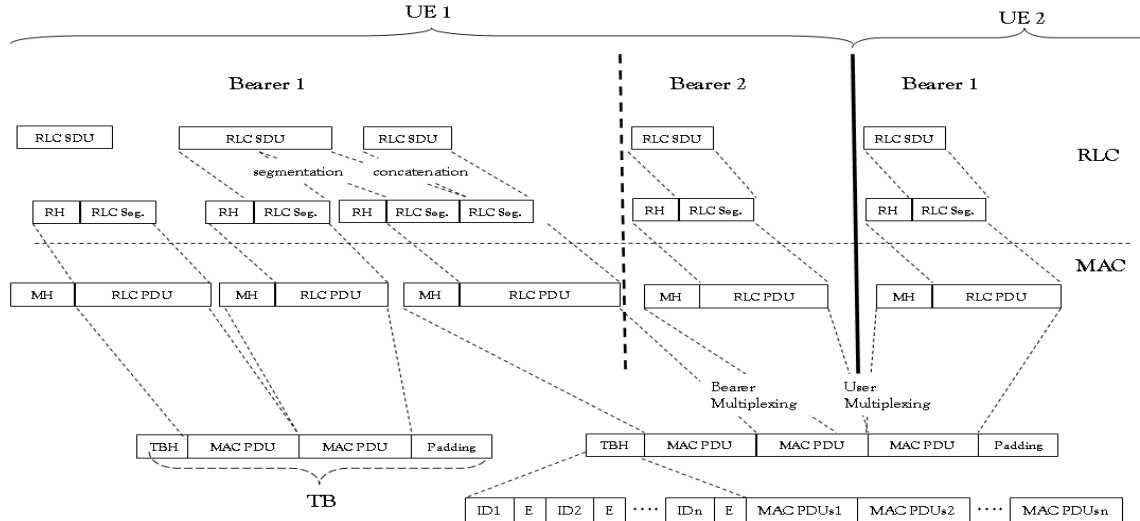 UE 1 UE 2
Bearer 1 Bearer 2 Bearer 1
RLC SDU RLC SDU RLC SDU RLC SDU RLC SDU
RLC
segmentation concatenation
RH RLC Seg. RH RLC Seg. RH RLC Seg. RLC Seg. RH RLC Seg. RH RLC Seg.
MAC
MH RLC PDU MH RLC PDU MH RLC PDU MH RLC PDU MH RLC PDU
Bearer User
Multiplexing Multiplexing
TBH MAC PDU MAC PDU Padding TBH MAC PDU MAC PDU MAC PDU Padding
TB
ID1 E ID2 E ···· IDn E MAC PDUs1 MAC PDUs2 ···· MAC PDUsn